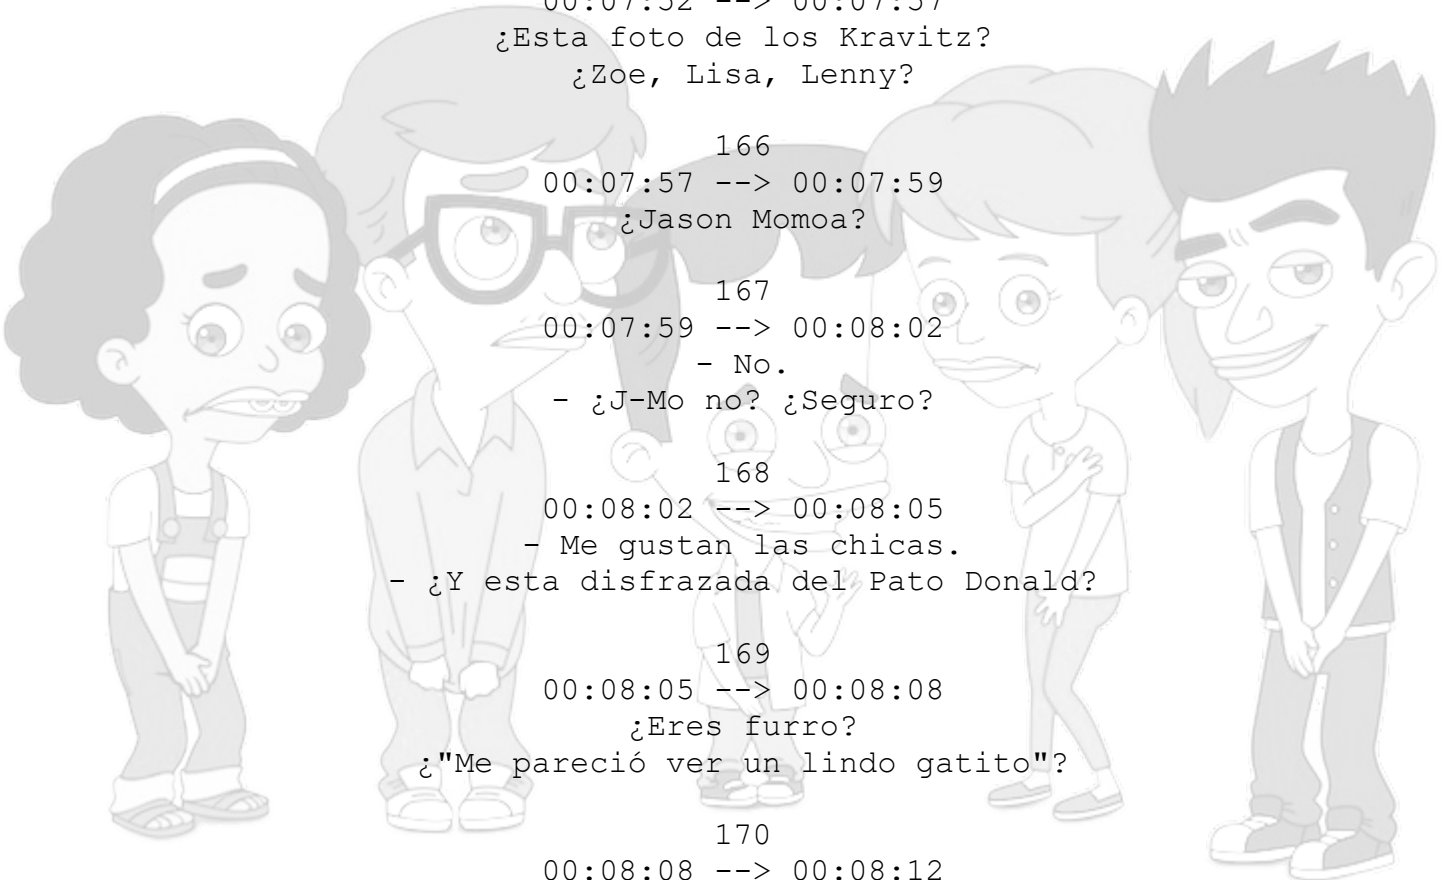 00:07:52 --> 00:07:57
¿Esta foto de los Kravitz?
¿Zoe, Lisa, Lenny?
166
00:07:57 --> 00:07:59
¿Jason Momoa?
167
00:07:59 --> 00:08:02
- No.
- ¿J-Mo no? ¿Seguro?
168
00:08:02 --> 00:08:05
- Me gustan las chicas.
- ¿Y esta disfrazada del Pato Donald?
169
00:08:05 --> 00:08:08
¿Eres furro?
¿"Me pareció ver un lindo gatito"?
170
00:08:08 --> 00:08:12